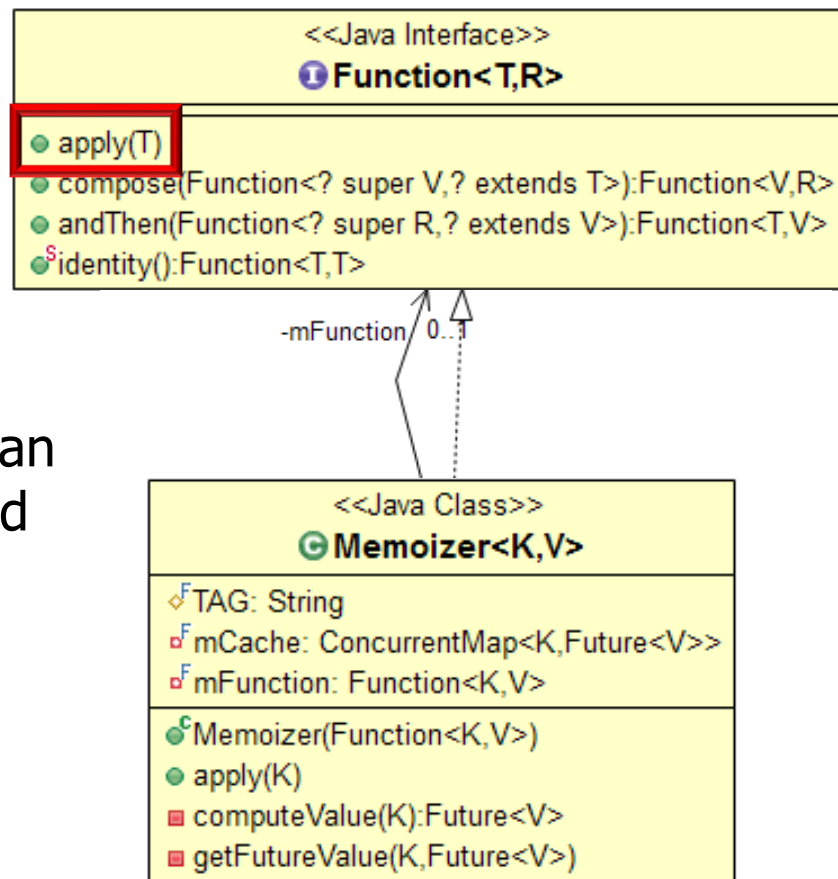 <<Java Interface>>
I Function<T,R>
apply(T)
compose(Function<? super V,? extends T>):Function<V,R>
andThen(Function<? super R,? extends V>):Function<T,V>
S identity():Function<T,T>
-mFunction 0..1
an
d
<<Java Class>>
C Memoizer<K,V>
F TAG: String
F mCache: ConcurrentMap<K,Future<V>>
F mFunction: Function<K,V>
C Memoizer(Function<K,V>)
apply(K)
computeValue(K):Future<V>
getFutureValue(K,Future<V>)